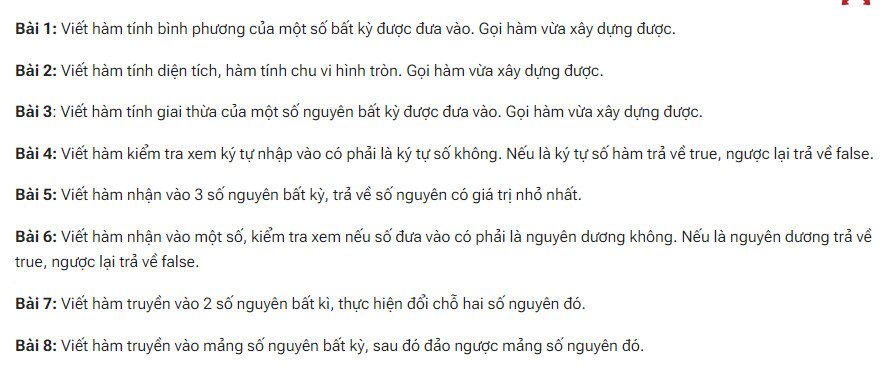 Bài 1: Viết hàm tính bình phương của một số bất kỳ được đưa vào. Gọi hàm vừa xây dựng được.
Bài 2: Viết hàm tính diện tích, hàm tính chu vi hình tròn. Gọi hàm vừa xây dựng được.
Bài 3: Viết hàm tính giai thừa của một số nguyên bất kỳ được đưa vào. Gọi hàm vừa xây dựng được.
Bài 4: Viết hàm kiểm tra xem ký tự nhập vào có phải là ký tự số không. Nếu là ký tự số hàm trả về true, ngược lại trả về false.
Bài 5: Viết hàm nhận vào 3 số nguyên bất kỳ, trả về số nguyên có giá trị nhỏ nhất.
Bài 6: Viết hàm nhận vào một số, kiểm tra xem nếu số đưa vào có phải là nguyên dương không. Nếu là nguyên dương trả về
true, ngược lại trả về false.
Bài 7: Viết hàm truyền vào 2 số nguyên bất kì, thực hiện đổi chỗ hai số nguyên đó.
Bài 8: Viết hàm truyền vào mảng số nguyên bất kỳ, sau đó đảo ngược mảng số nguyên đó.